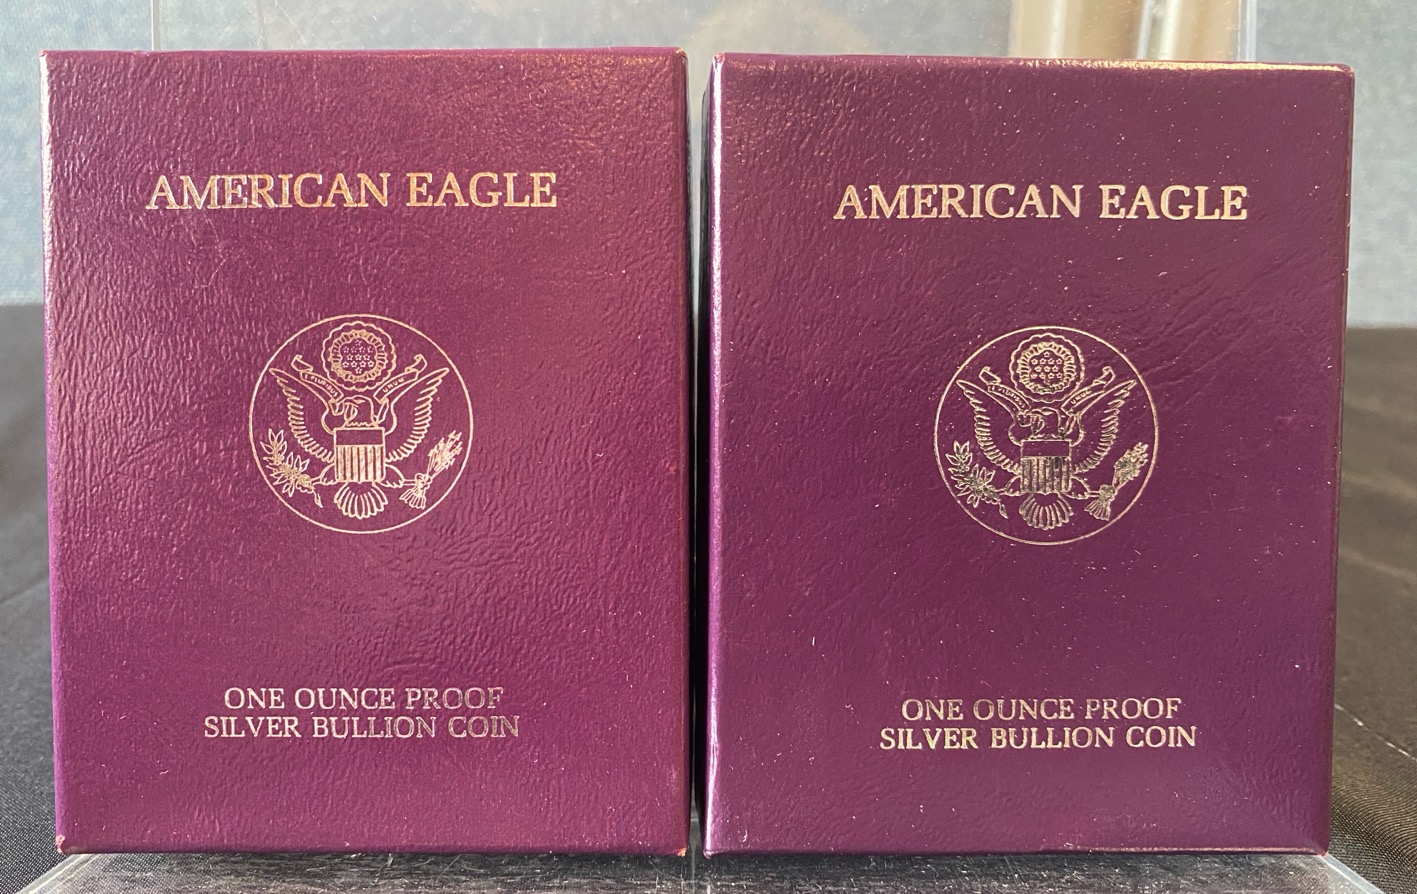 AMERICAN EAGLE
ONE OUNCE PROOF
SILVER BULLION COIN
AMERICAN EAGLE
ONE OUNCE PROOF
SILVER BULLION COIN